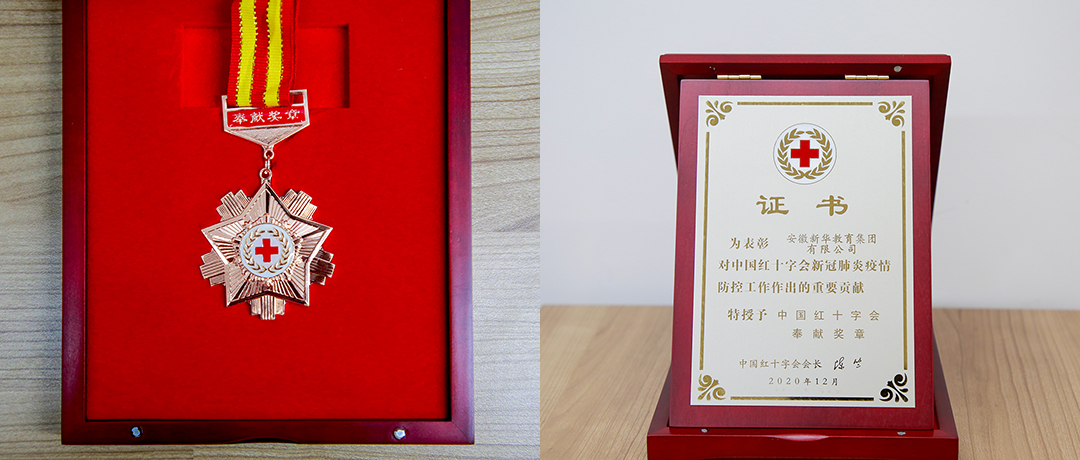 奉献奖章
证书
为表彰 安徽新华教育集团
有限公司
对中国红十字会新冠肺炎疫情
防控工作作出的重要贡献
特授予 中国红十字会
奉献奖章
中国红十字会会长 陈竺
2020年12月